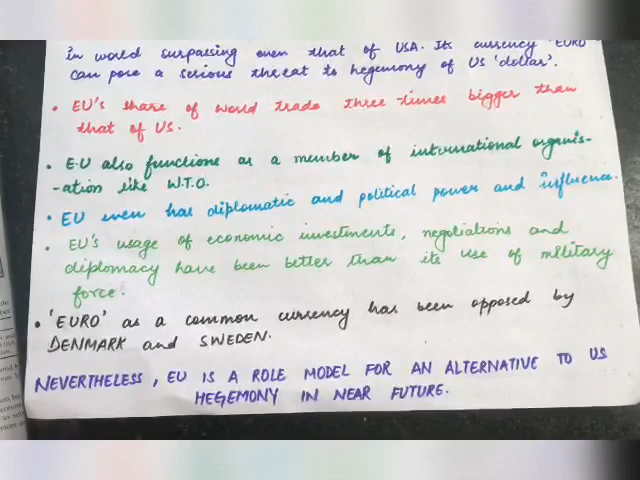 in world surpassing even that of USA. Its currency 'EURO'
can pose a serious threat to hegemony of US 'dollar'.
• EU's share of world trade three-times bigger than
that of US.
• E.U also functions as a member of international organis-
-ation like W.T.O.
• EU even has diplomatic and political power and influence.
• EU's usage of economic investments, negotiations and
diplomacy have been better than its use of military
force.
• 'EURO' as a common currency has been opposed by
DENMARK and SWEDEN.
NEVERTHELESS, EU IS A ROLE MODEL FOR AN ALTERNATIVE TO US
HEGEMONY IN NEAR FUTURE.